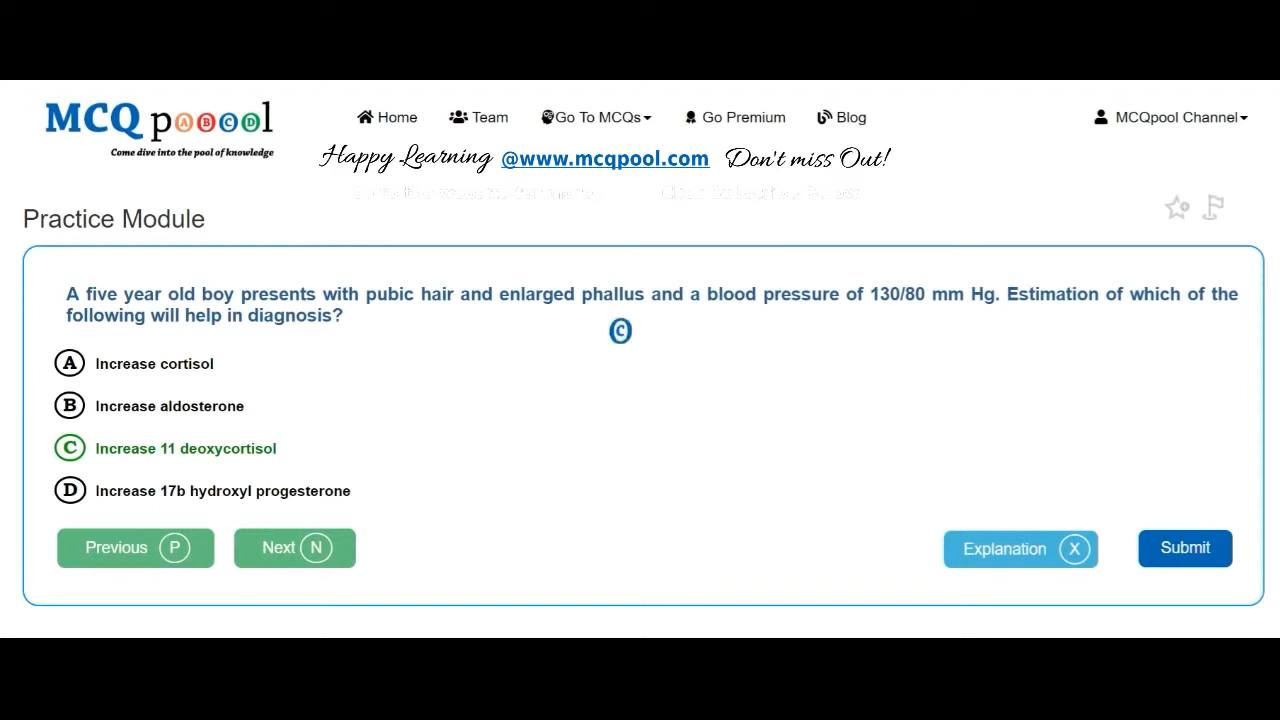 MCQ pooool
Come dive into the pool of knowledge
Home Team Go To MCQs Go Premium Blog MCQpool Channel
Happy Learning @www.mcqpool.com Don't miss Out!
Practice Module
A five year old boy presents with pubic hair and enlarged phallus and a blood pressure of 130/80 mm Hg. Estimation of which of the
following will help in diagnosis?
C
A Increase cortisol
B Increase aldosterone
C Increase 11 deoxycortisol
D Increase 17b hydroxyl progesterone
Previous P Next N Explanation X Submit